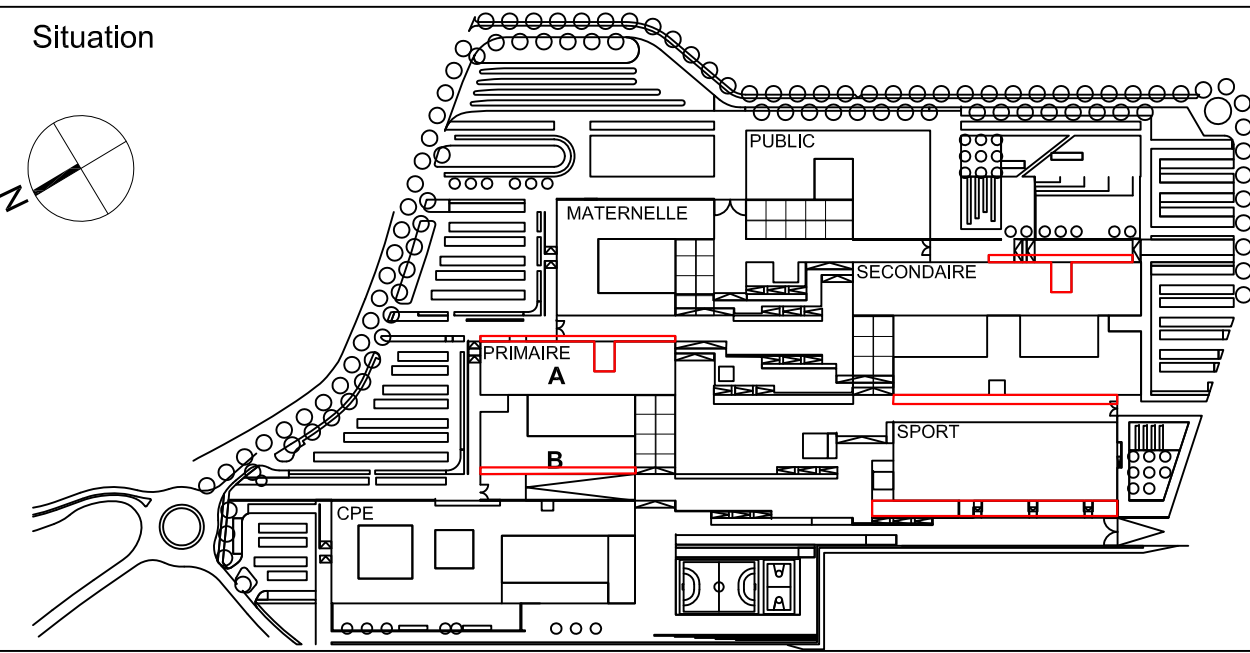 Situation
N
PUBLIC
MATERNELLE
SECONDAIRE
PRIMAIRE
A
SPORT
B
CPE